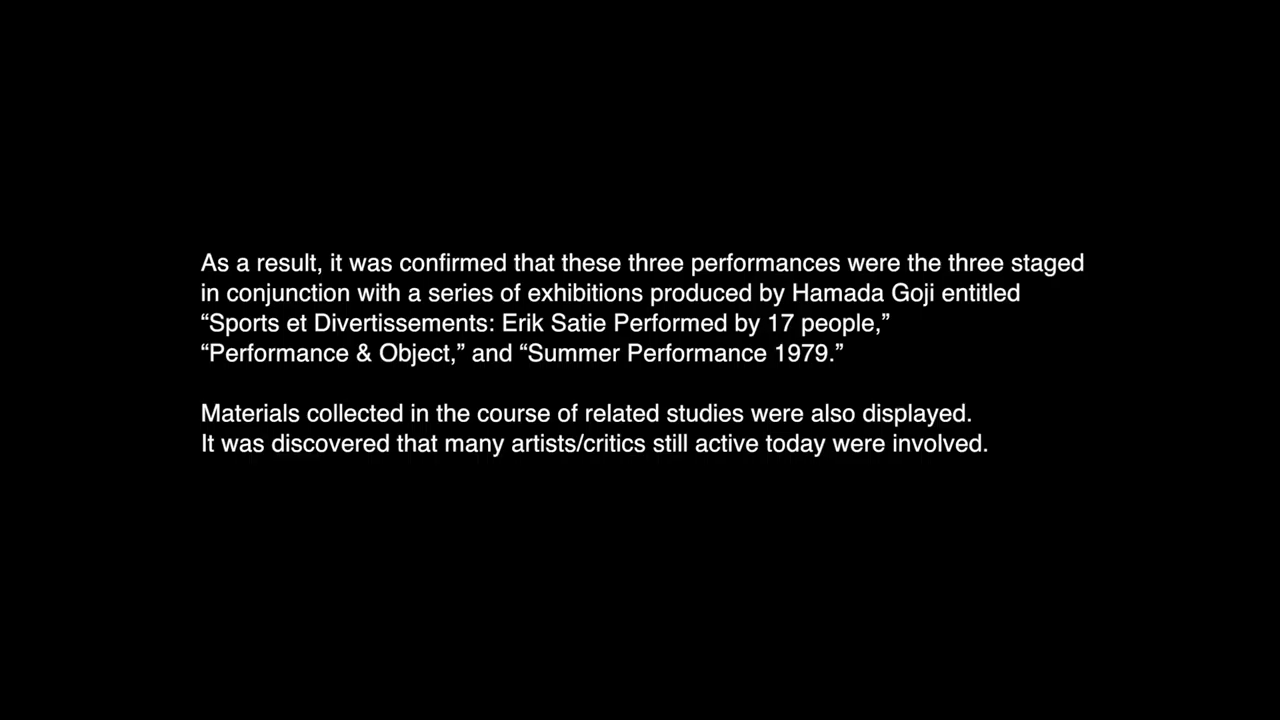 As a result, it was confirmed that these three performances were the three staged
in conjunction with a series of exhibitions produced by Hamada Goji entitled
“Sports et Divertissements: Erik Satie Performed by 17 people,”
“Performance & Object,” and “Summer Performance 1979.”
Materials collected in the course of related studies were also displayed.
It was discovered that many artists/critics still active today were involved.